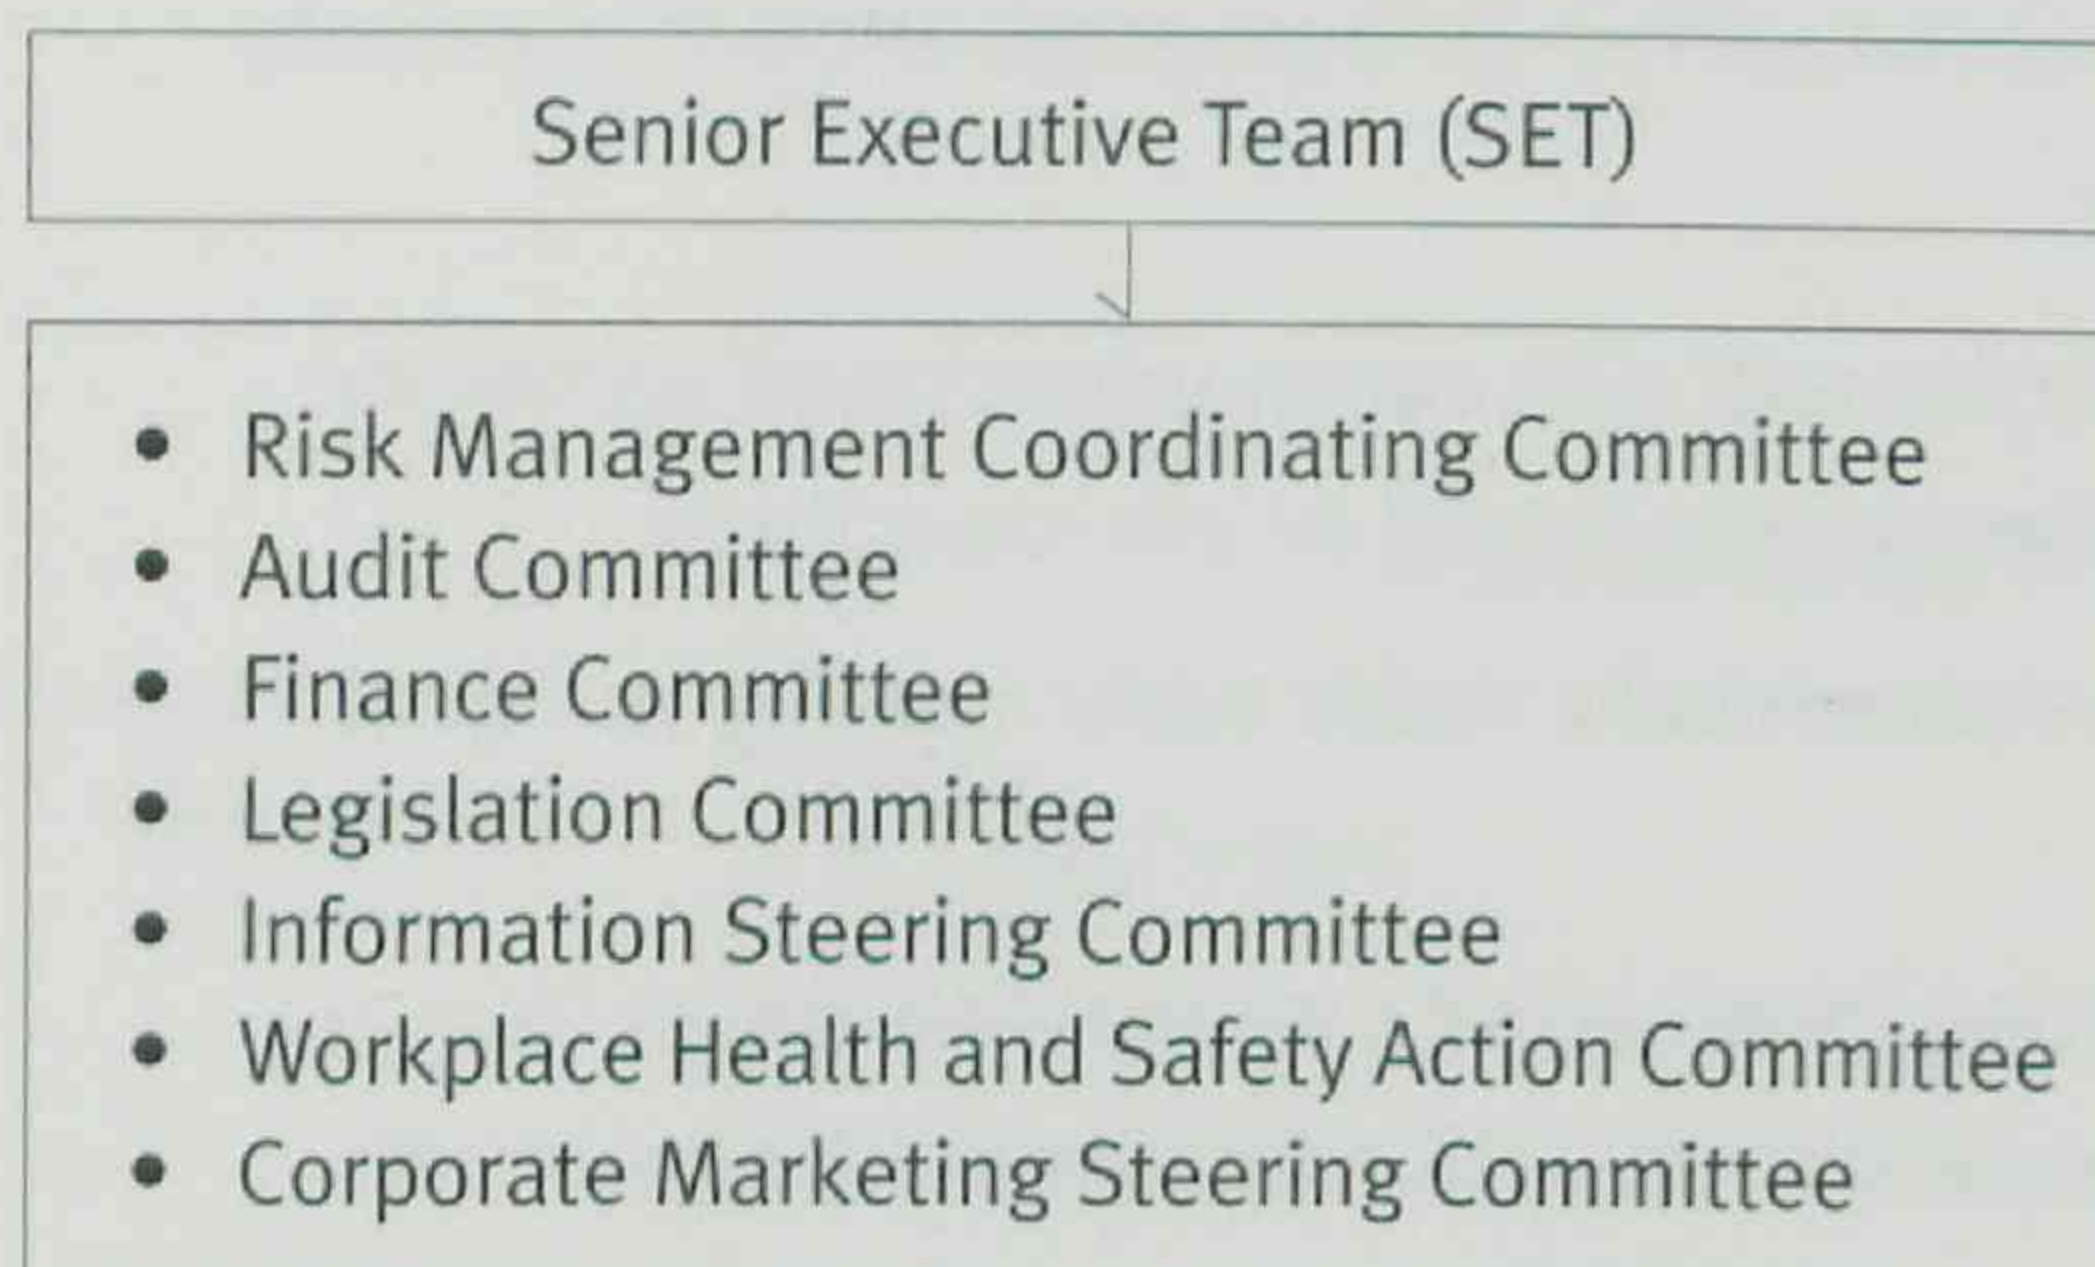 Senior Executive Team (SET)
• Risk Management Coordinating Committee
• Audit Committee
• Finance Committee
• Legislation Committee
• Information Steering Committee
• Workplace Health and Safety Action Committee
• Corporate Marketing Steering Committee